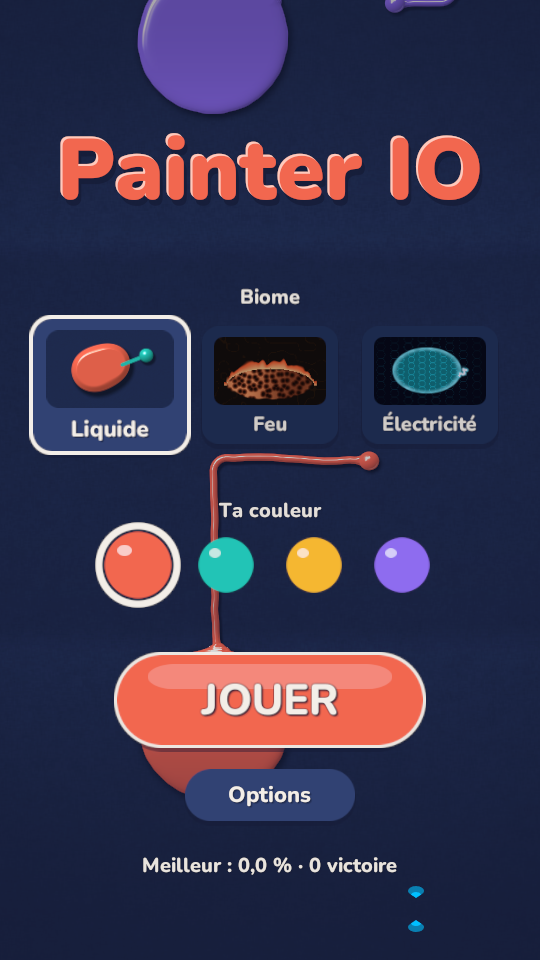 Painter IO
Biome
Liquide
Feu
Électricité
Ta couleur
JOUER
Options
Meilleur : 0,0 % · 0 victoire